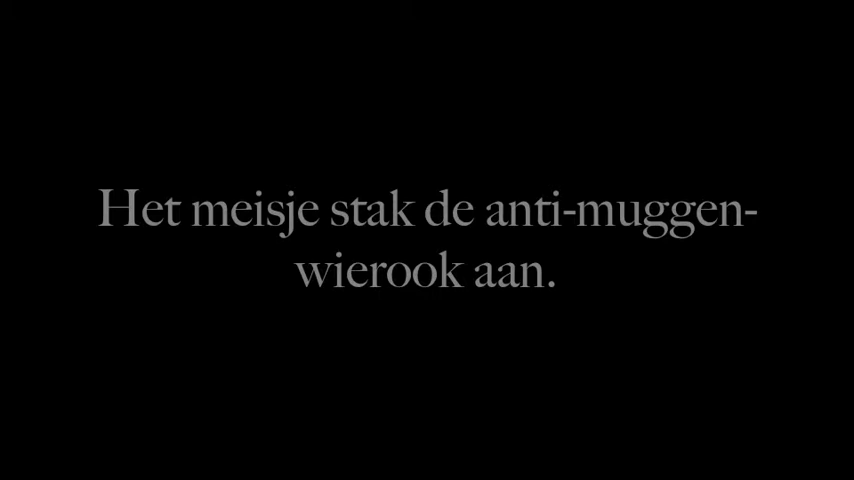 Het meisje stak de anti-muggen-
wierook aan.